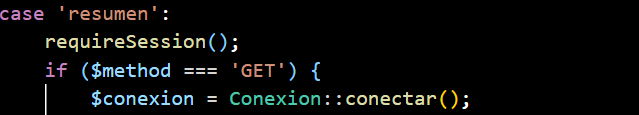 case 'resumen':
requireSession();
if ($method === 'GET') {
$conexion = Conexion::conectar();